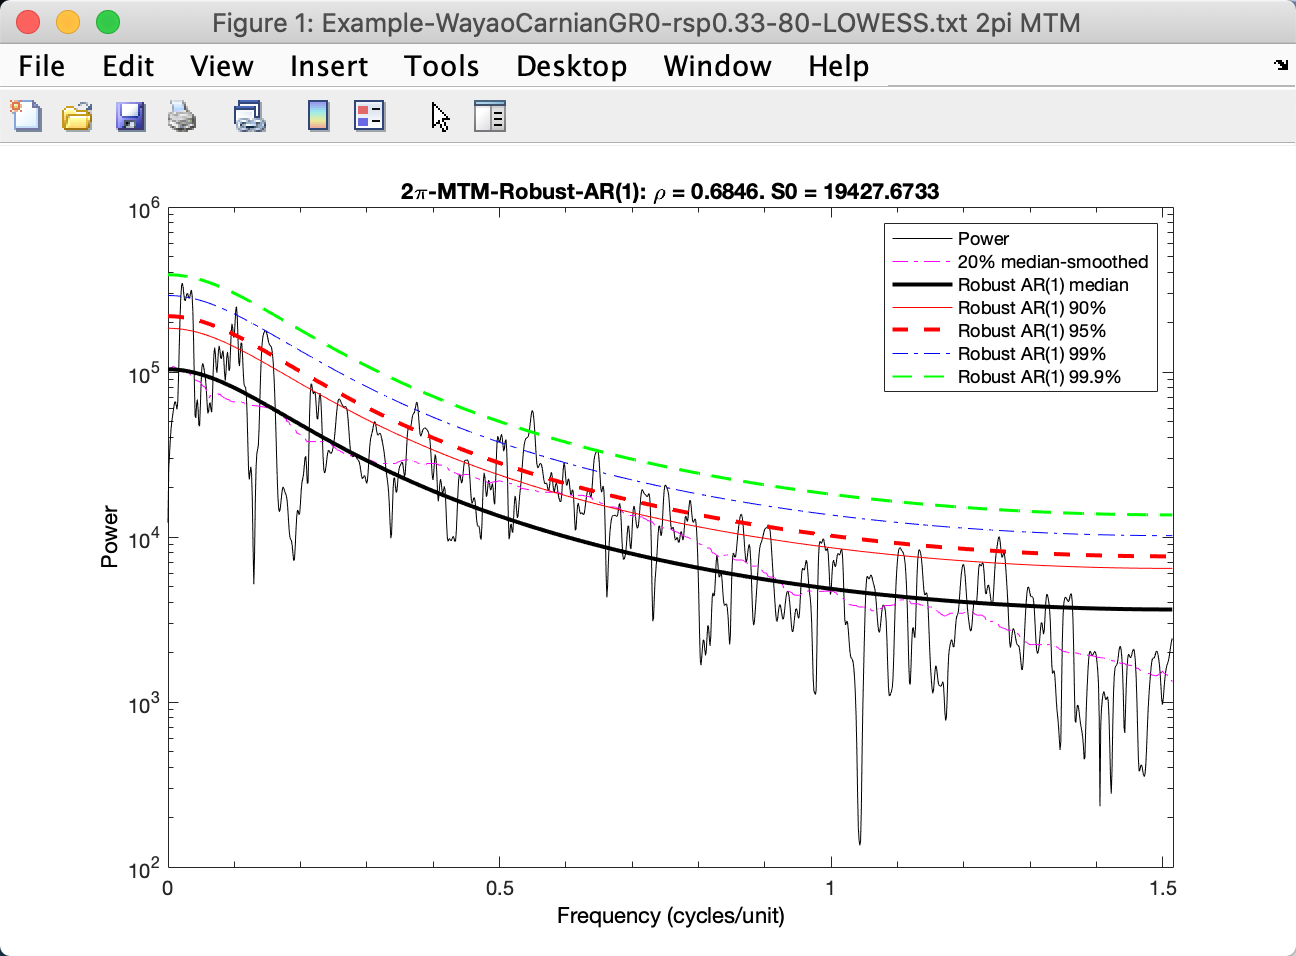 Figure 1: Example-WayaoCarnianGR0-rsp0.33-80-LOWESS.txt 2pi MTM
File Edit View Insert Tools Desktop Window Help
2π-MTM-Robust-AR(1): ρ = 0.6846. S0 = 19427.6733
Power
20% median-smoothed
Robust AR(1) median
Robust AR(1) 90%
Robust AR(1) 95%
Robust AR(1) 99%
Robust AR(1) 99.9%
10^6
10^5
10^4
10^3
10^2
Power
0 0.5 1 1.5
Frequency (cycles/unit)